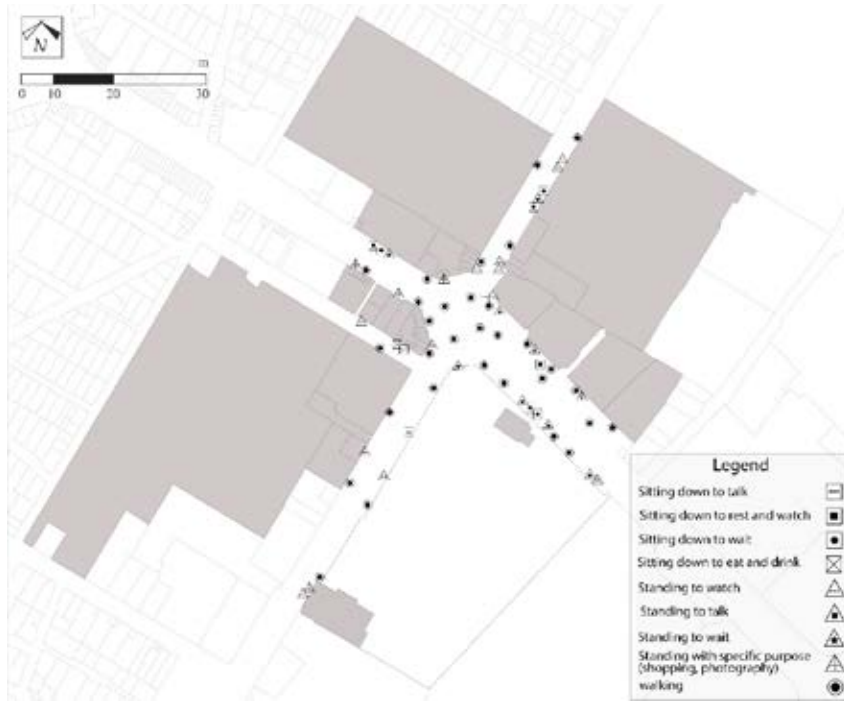 N
m
0 10 20 30
Legend
Sitting down to talk
Sitting down to rest and watch
Sitting down to wait
Sitting down to eat and drink
Standing to watch
Standing to talk
Standing to wait
Standing with specific purpose
(shopping, photography)
walking